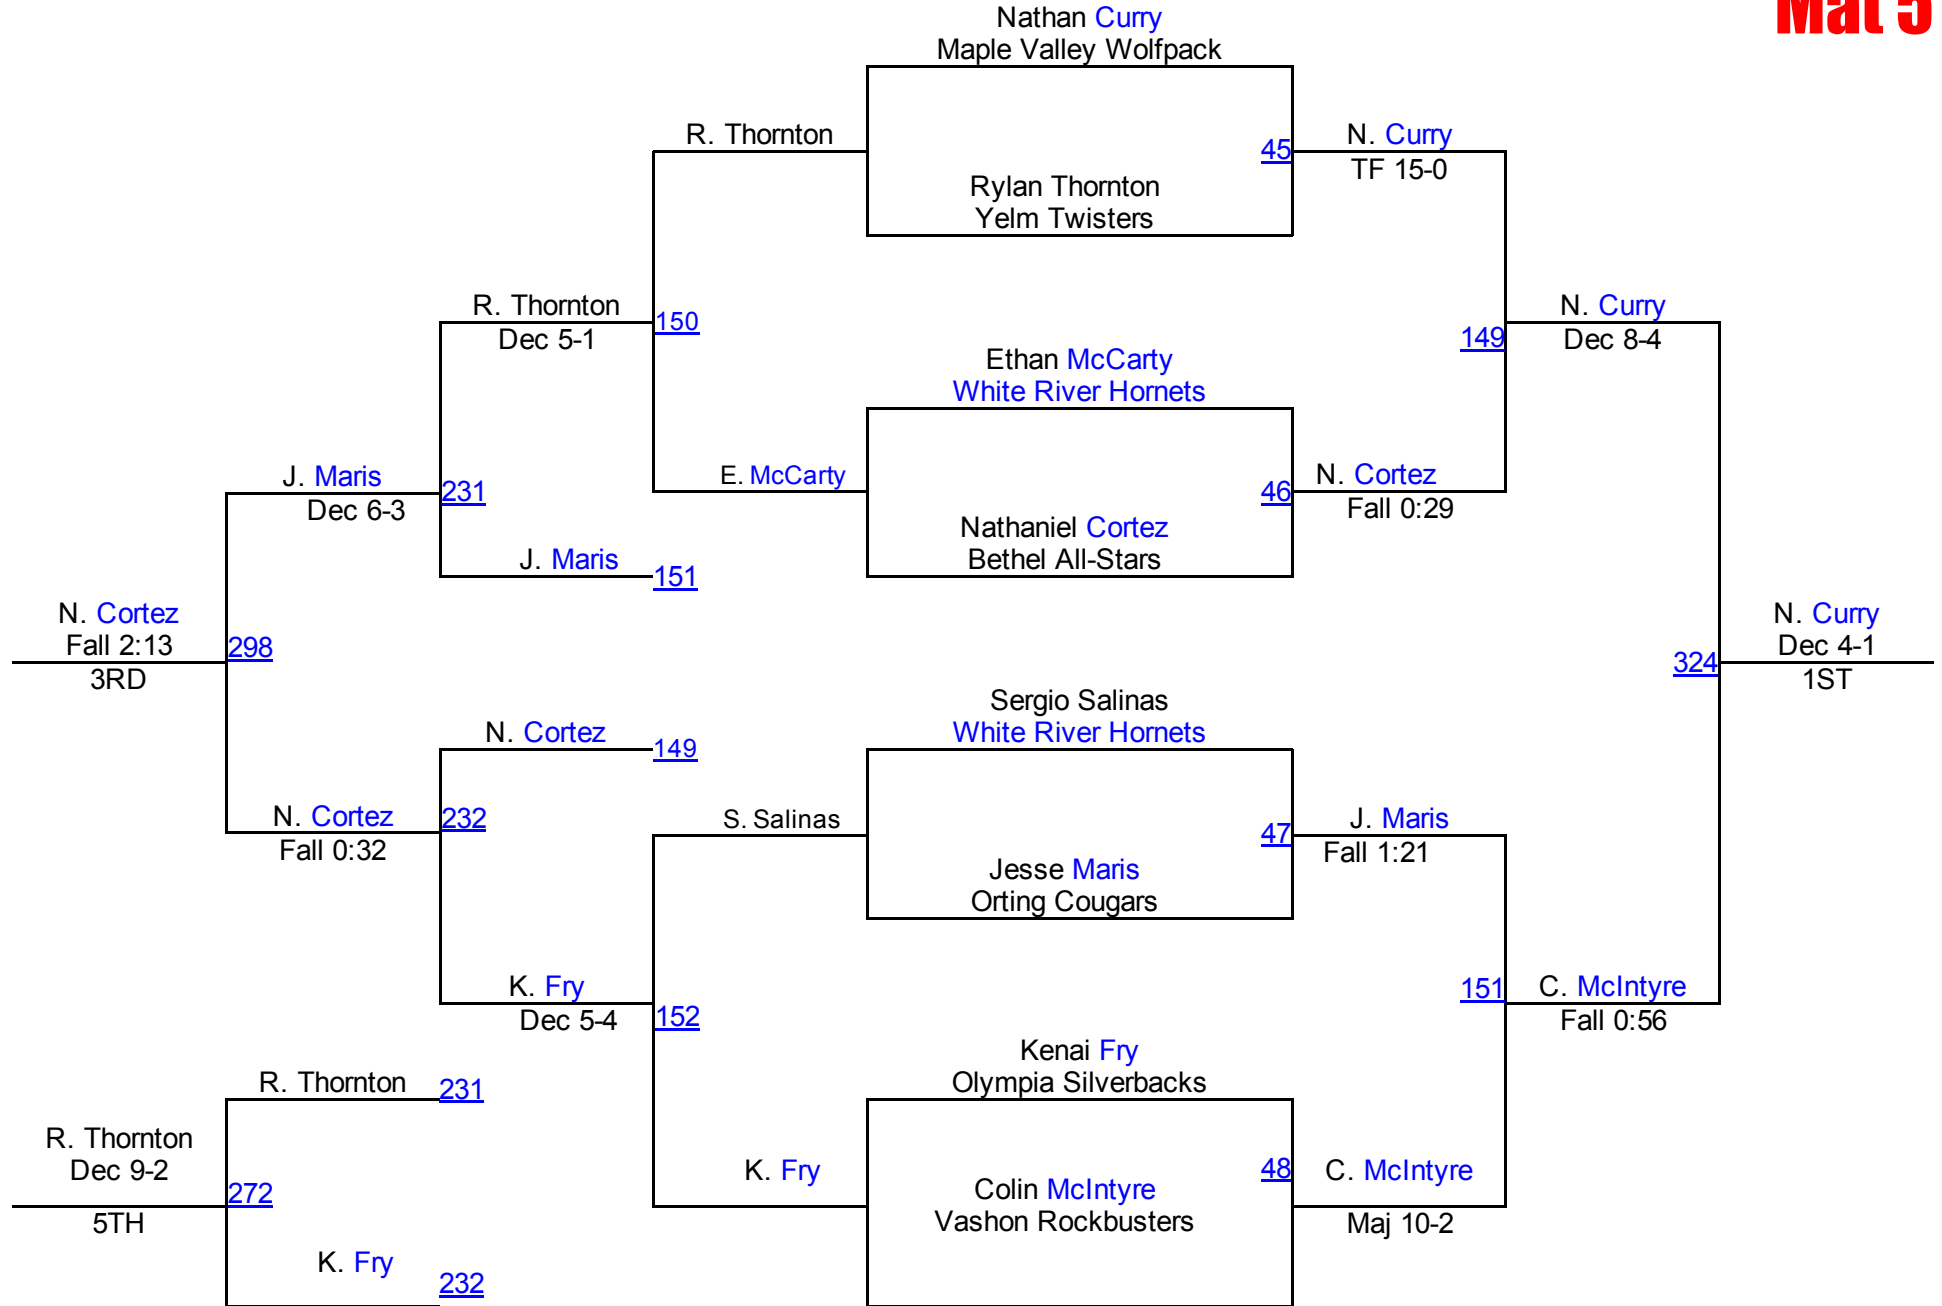 Mat 5
Nathan Curry
Maple Valley Wolfpack
R. Thornton
45
N. Curry
TF 15-0
Rylan Thornton
Yelm Twisters
R. Thornton
Dec 5-1
150
N. Curry
Dec 8-4
149
Ethan McCarty
White River Hornets
J. Maris
Dec 6-3
231
E. McCarty
46
N. Cortez
Fall 0:29
Nathaniel Cortez
Bethel All-Stars
J. Maris
151
N. Cortez
Fall 2:13
3RD
298
N. Curry
Dec 4-1
1ST
324
Sergio Salinas
White River Hornets
N. Cortez
149
N. Cortez
Fall 0:32
232
S. Salinas
47
J. Maris
Fall 1:21
Jesse Maris
Orting Cougars
K. Fry
Dec 5-4
152
151
C. McIntyre
Fall 0:56
Kenai Fry
Olympia Silverbacks
R. Thornton
231
R. Thornton
Dec 9-2
5TH
272
K. Fry
48
C. McIntyre
Maj 10-2
Colin McIntyre
Vashon Rockbusters
K. Fry
232